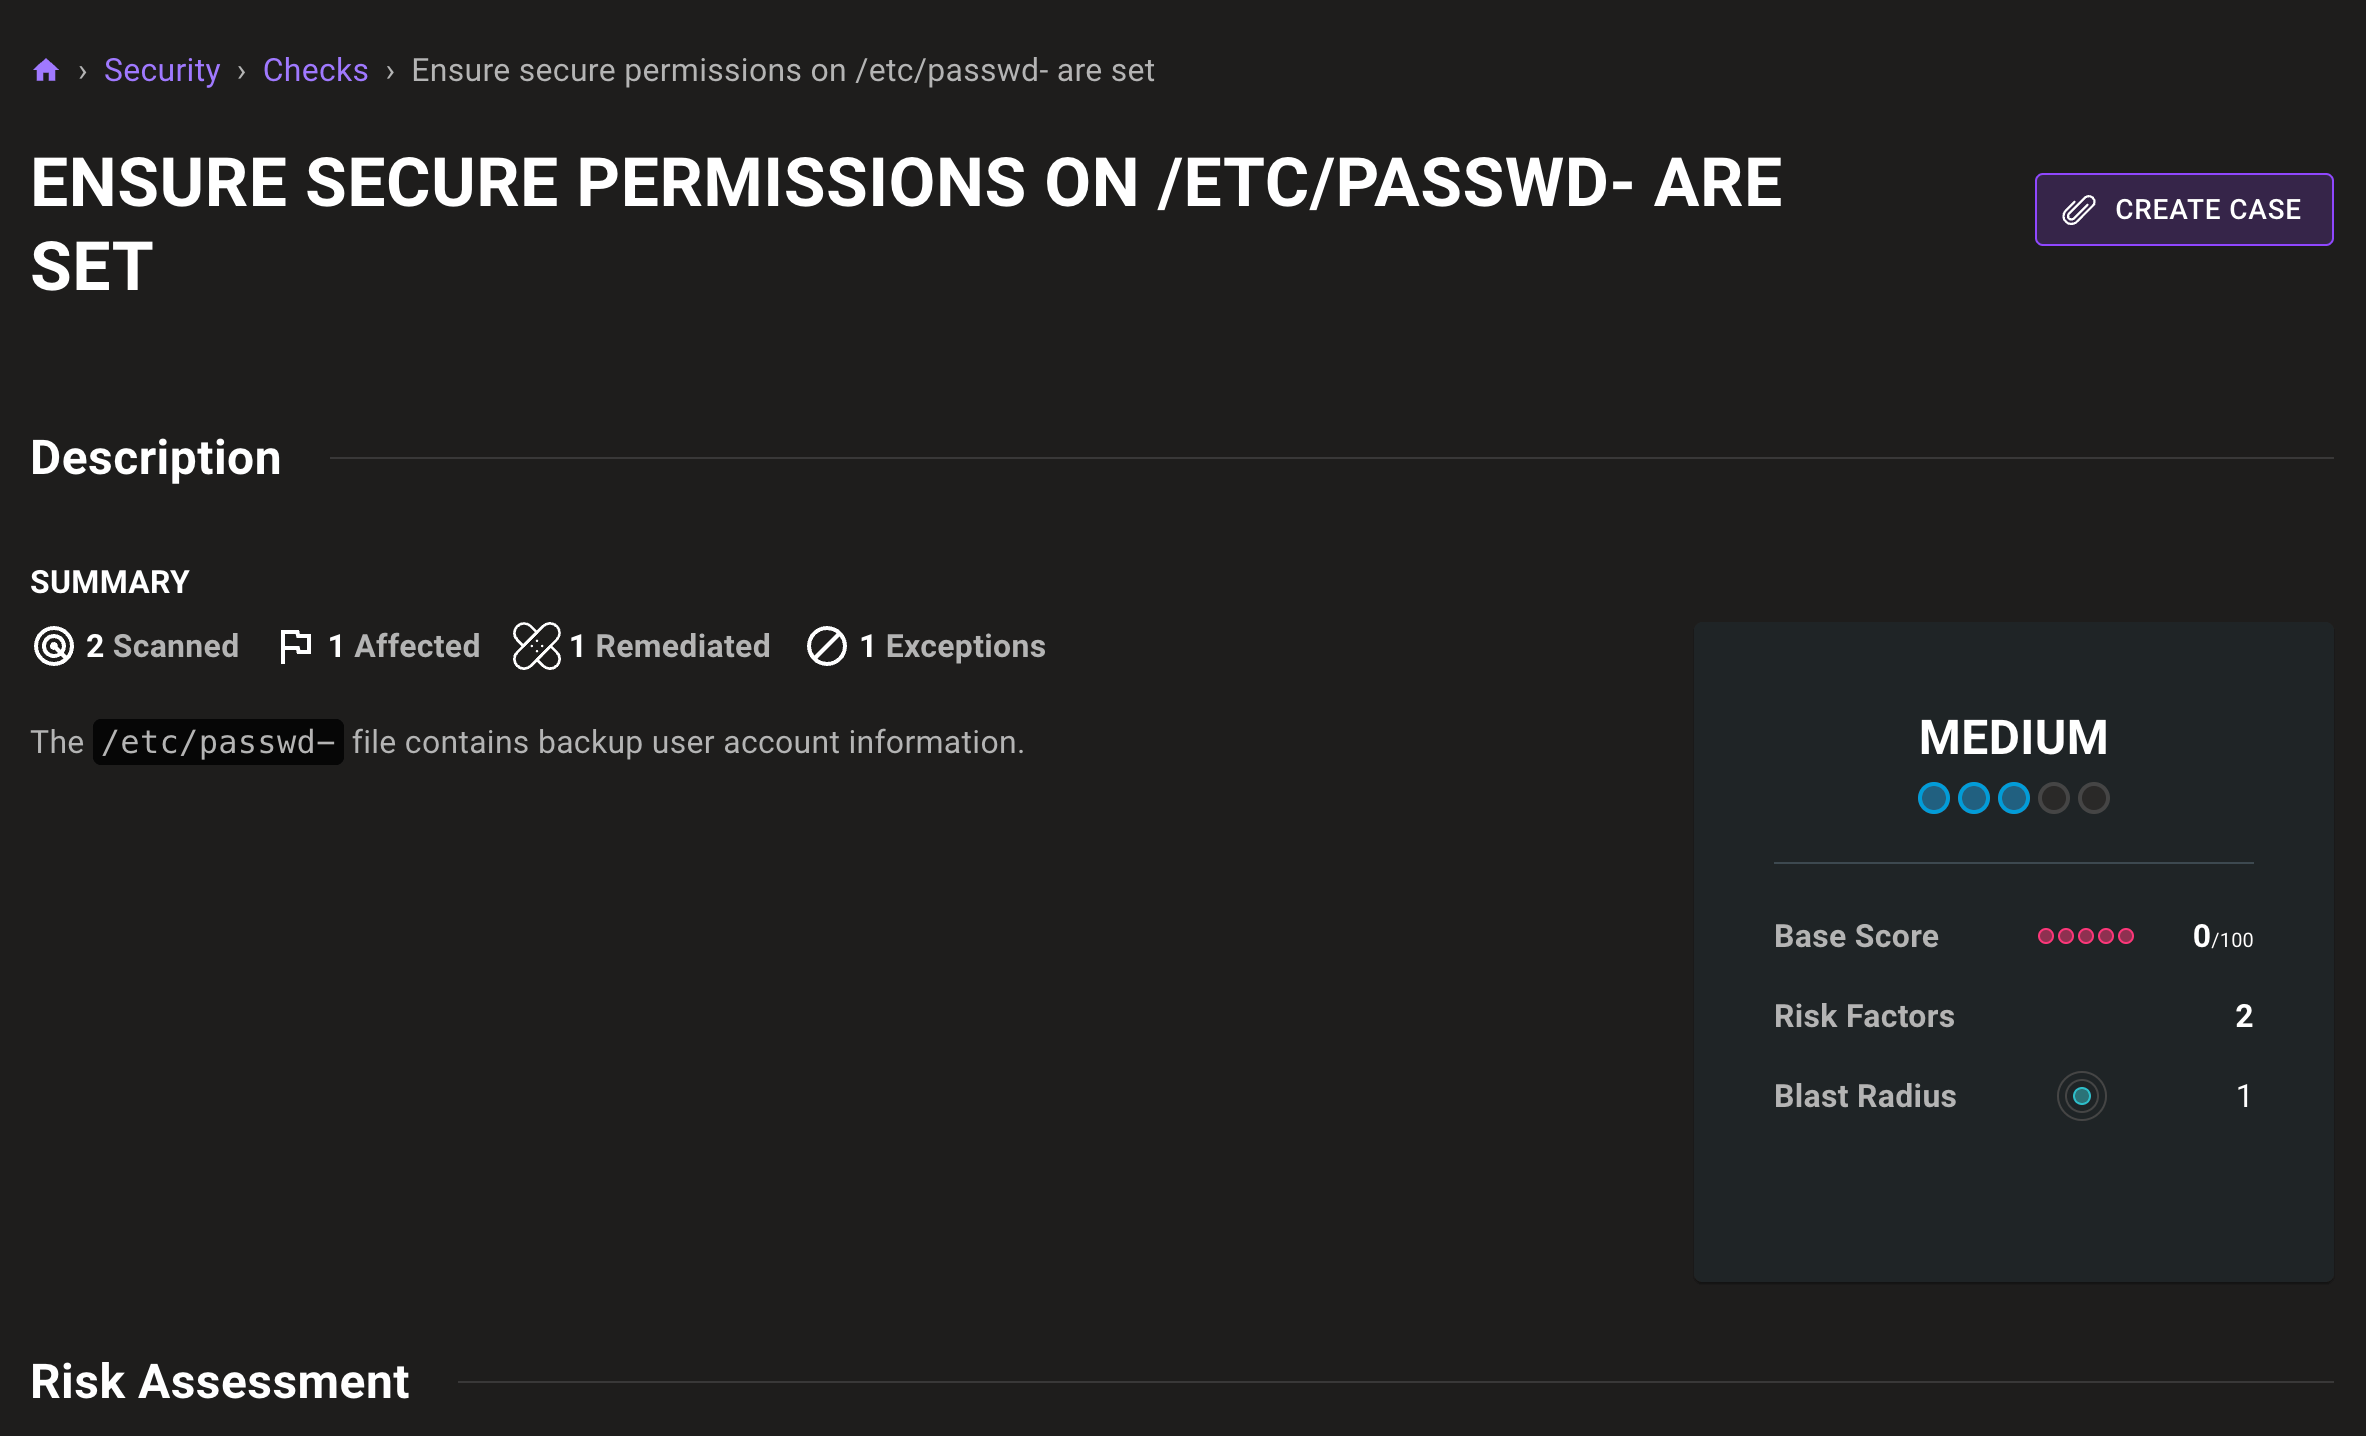 › Security › Checks › Ensure secure permissions on /etc/passwd- are set
ENSURE SECURE PERMISSIONS ON /ETC/PASSWD- ARE
SET
CREATE CASE
Description
SUMMARY
2 Scanned 1 Affected 1 Remediated 1 Exceptions
The /etc/passwd- file contains backup user account information.
MEDIUM
Base Score 0/100
Risk Factors 2
Blast Radius 1
Risk Assessment